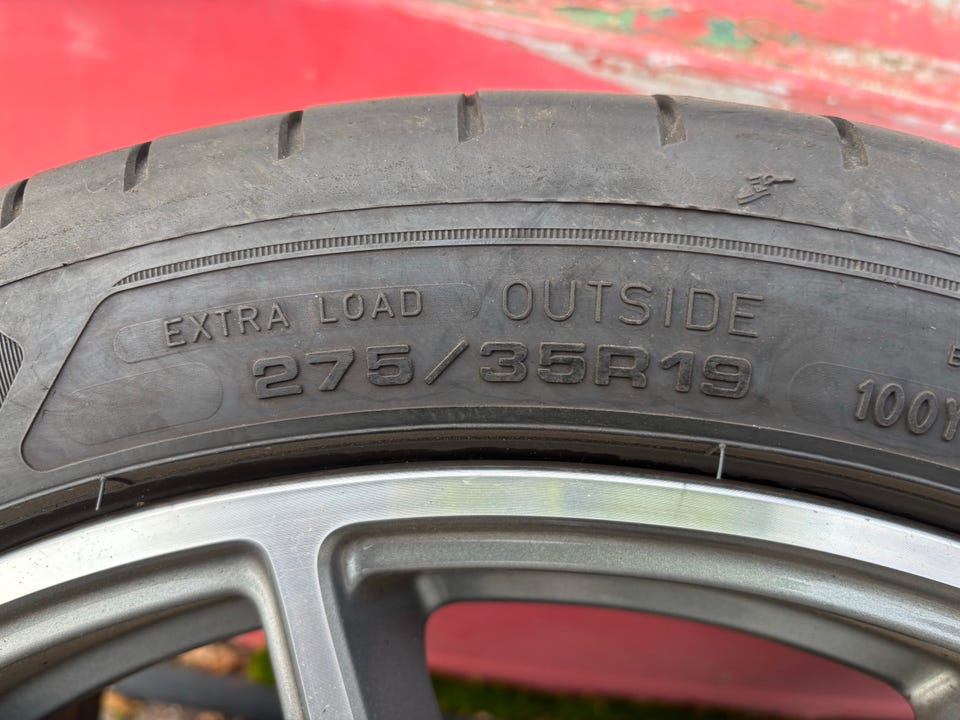 EXTRA LOAD OUTSIDE
275/35R19
100Y